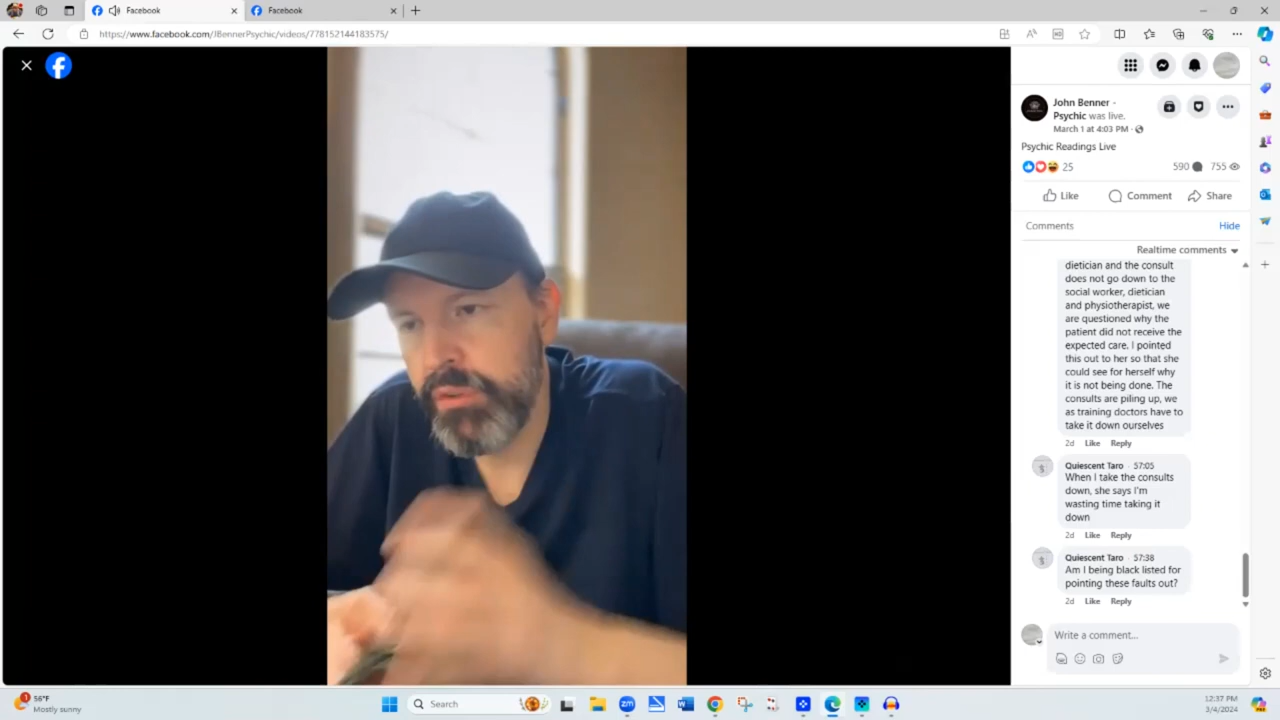 Facebook
Facebook
https://www.facebook.com/JBennerPsychic/videos/778152144183575/
John Benner -
Psychic was live.
March 1 at 4:03 PM ·
Psychic Readings Live
25
590
755
Like
Comment
Share
Comments
Hide
Realtime comments
dietician and the consult
does not go down to the
social worker, dietician
and physiotherapist, we
are questioned why the
patient did not receive the
expected care. I pointed
this out to her so that she
could see for herself why
it is not being done. The
consults are piling up, we
as training doctors have to
take it down ourselves
2d Like Reply
Quiescent Taro · 57:05
When I take the consults
down, she says I'm
wasting time taking it
down
2d Like Reply
Quiescent Taro · 57:38
Am I being black listed for
pointing these faults out?
2d Like Reply
Write a comment...
1
56°F
Mostly sunny
Search
zm
12:37 PM
3/4/2024